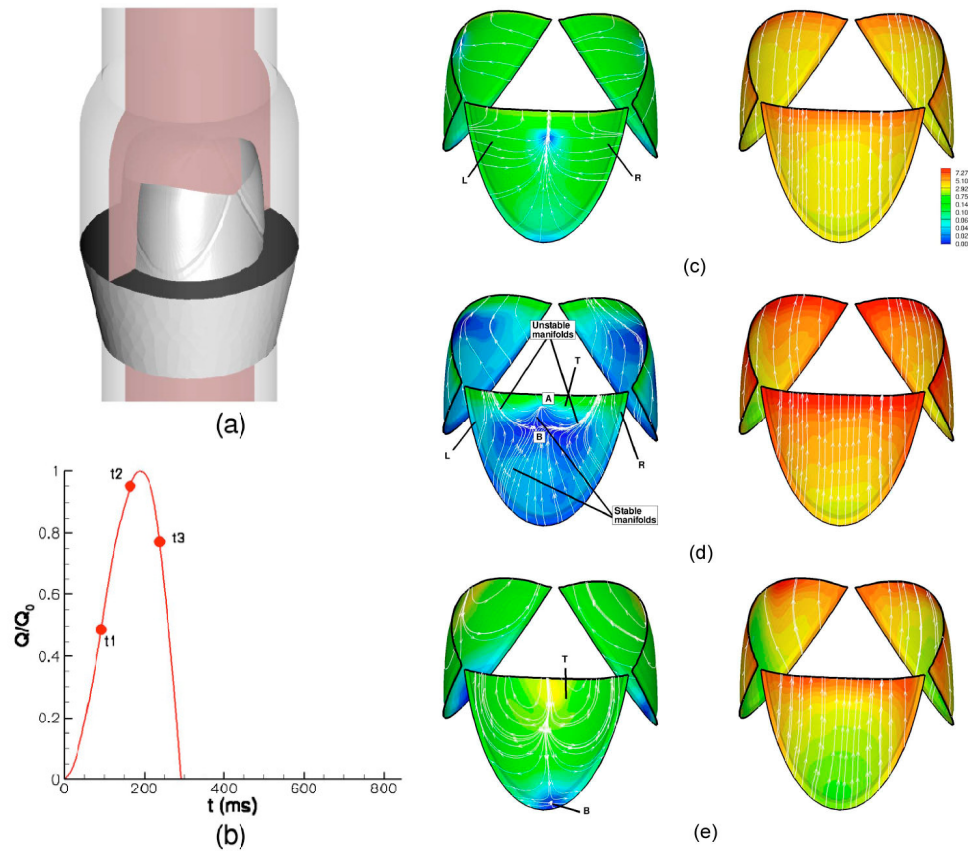 (a)
L
R
7.27
5.10
2.92
0.75
0.14
0.10
0.06
0.04
0.02
0.00
(c)
Unstable
manifolds
T
A
B
L
R
Stable
manifolds
(d)
T
B
(e)
Q/Q0
1
0.8
0.6
0.4
0.2
0
t2
t3
t1
0
200
400
600
800
t (ms)
(b)